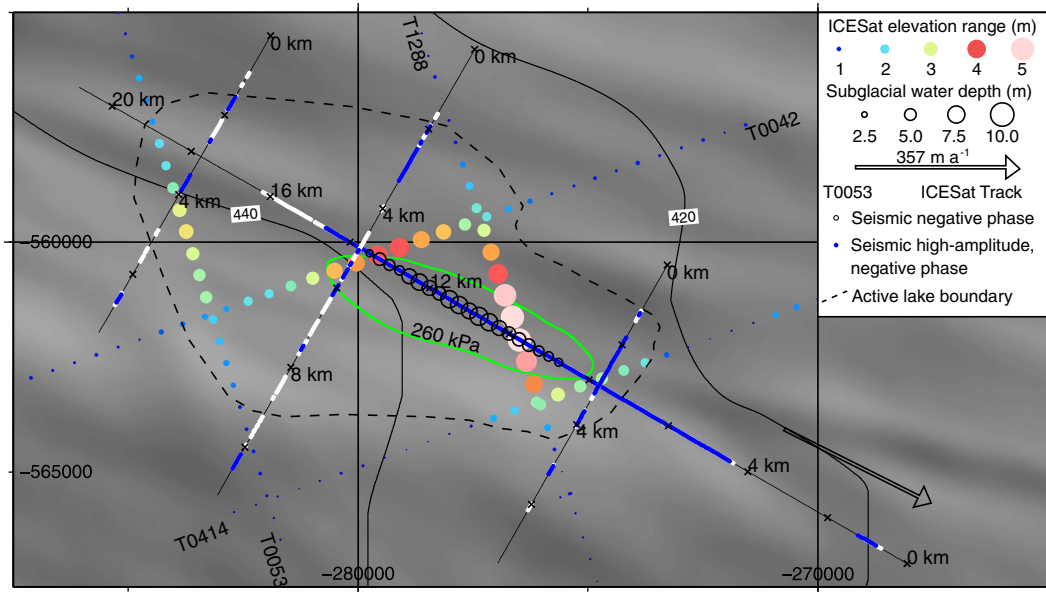 ICESat elevation range (m)
1 2 3 4 5
Subglacial water depth (m)
2.5 5.0 7.5 10.0
357 m a⁻¹
T0053 ICESat Track
Seismic negative phase
Seismic high-amplitude,
negative phase
Active lake boundary
0 km
T1288
0 km
20 km
T0042
16 km
4 km
4 km
440
420
−560000
0 km
12 km
260 kPa
8 km
4 km
4 km
−565000
T0414
T0053
0 km
−280000
−270000